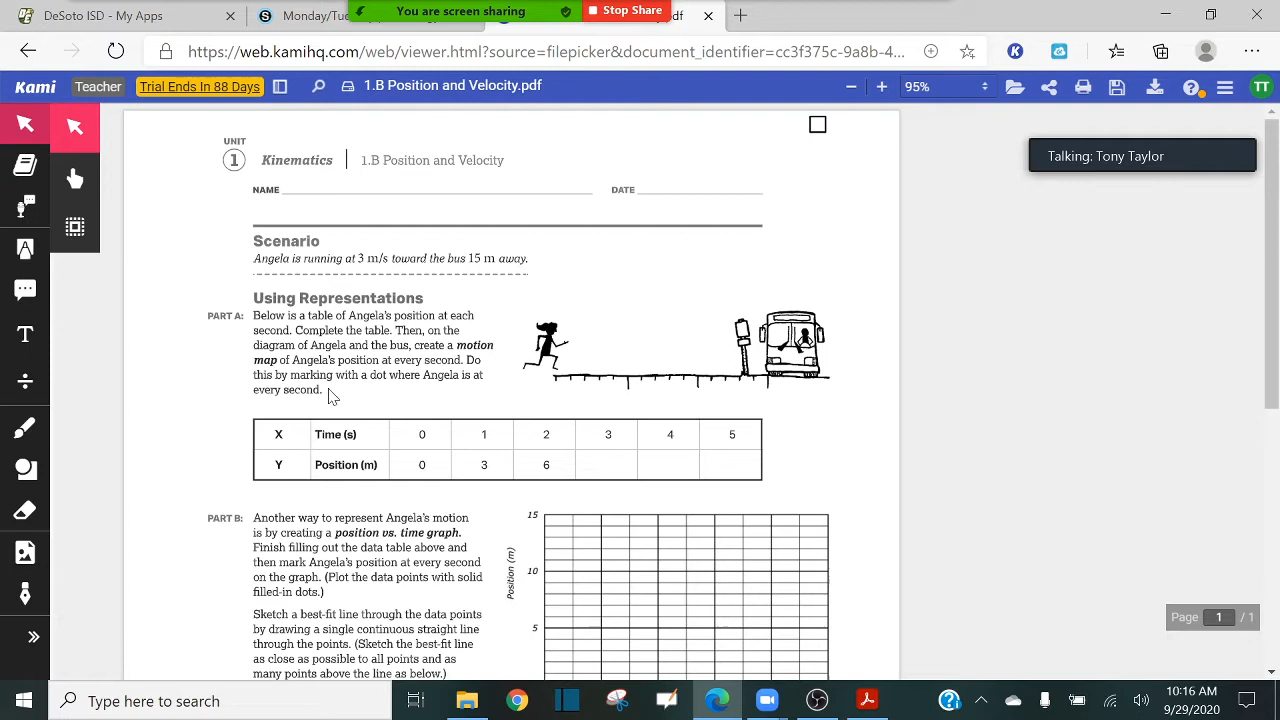 DeSoto ISD - My
You are screen sharing
Stop Share
https://web.kamihq.com/web/viewer.html?source=filepicker&document_identifier=cc3f375c-9a8b-4...
Kami Teacher Trial Ends In 88 Days 1.B Position and Velocity.pdf 95% TT
Talking: Tony Taylor
UNIT
1 Kinematics 1.B Position and Velocity
NAME DATE
Scenario
Angela is running at 3 m/s toward the bus 15 m away.
Using Representations
PART A: Below is a table of Angela's position at each
second. Complete the table. Then, on the
diagram of Angela and the bus, create a motion
map of Angela's position at every second. Do
this by marking with a dot where Angela is at
every second.
X Time (s) 0 1 2 3 4 5
Y Position (m) 0 3 6
PART B: Another way to represent Angela's motion
is by creating a position vs. time graph.
Finish filling out the data table above and
then mark Angela's position at every second
on the graph. (Plot the data points with solid
filled-in dots.)
Sketch a best-fit line through the data points
by drawing a single continuous straight line
through the points. (Sketch the best-fit line
as close as possible to all points and as
many points above the line as below.)
15
10
5
Position (m)
Page 1 / 1
Type here to search
10:16 AM
9/29/2020